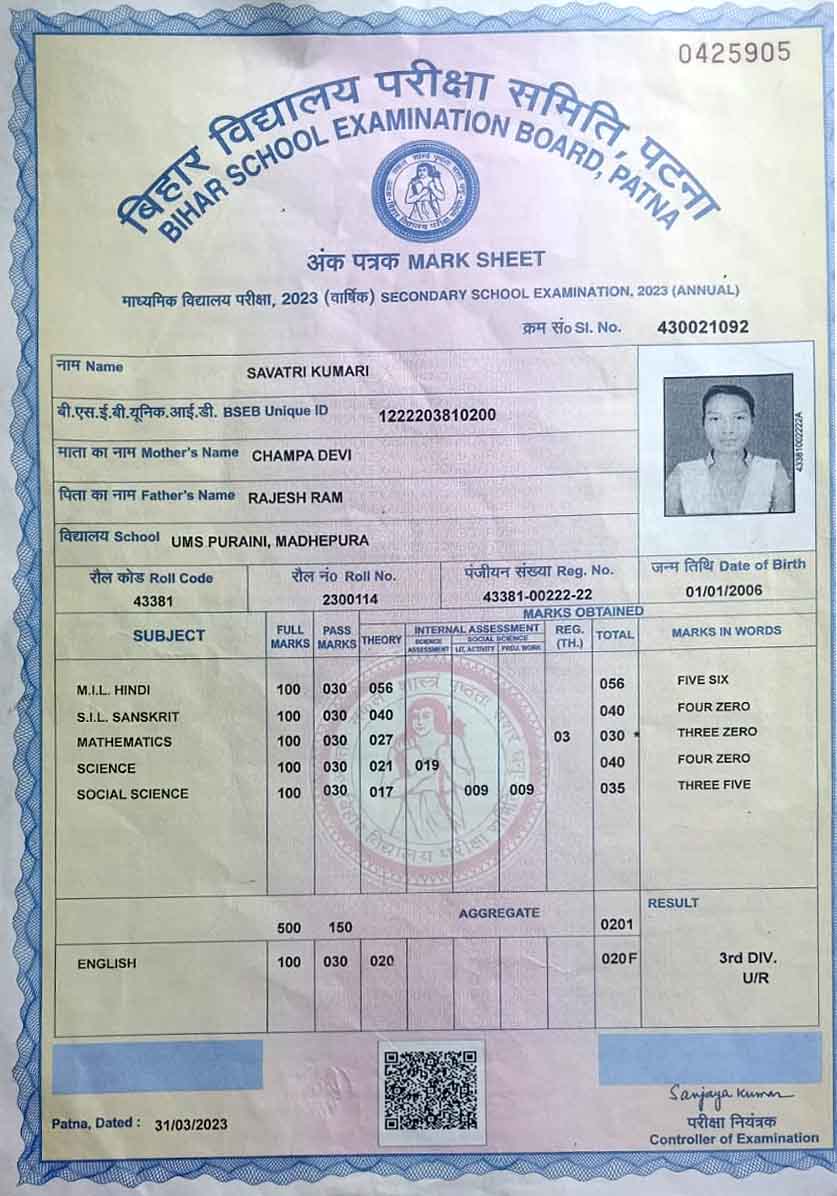 0425905
बिहार विद्यालय परीक्षा समिति, पटना
BIHAR SCHOOL EXAMINATION BOARD, PATNA
अंक पत्रक MARK SHEET
माध्यमिक विद्यालय परीक्षा, 2023 (वार्षिक) SECONDARY SCHOOL EXAMINATION, 2023 (ANNUAL)
क्रम सं० Sl. No. 430021092
नाम Name SAVATRI KUMARI
बी.एस.ई.बी.यूनिक.आई.डी. BSEB Unique ID 1222203810200
माता का नाम Mother's Name CHAMPA DEVI
पिता का नाम Father's Name RAJESH RAM
विद्यालय School UMS PURAINI, MADHEPURA
43381002222A
रौल कोड Roll Code रौल नं० Roll No. पंजीयन संख्या Reg. No. जन्म तिथि Date of Birth
43381 2300114 43381-00222-22 01/01/2006
MARKS OBTAINED
SUBJECT FULL MARKS PASS MARKS THEORY INTERNAL ASSESSMENT REG. (TH.) TOTAL MARKS IN WORDS
SCIENCE ASSESSMENT SOCIAL SCIENCE LIT. ACTIVITY PROJ. WORK
M.I.L. HINDI 100 030 056 056 FIVE SIX
S.I.L. SANSKRIT 100 030 040 040 FOUR ZERO
MATHEMATICS 100 030 027 03 030 * THREE ZERO
SCIENCE 100 030 021 019 040 FOUR ZERO
SOCIAL SCIENCE 100 030 017 009 009 035 THREE FIVE
500 150 AGGREGATE 0201 RESULT
ENGLISH 100 030 020 020F 3rd DIV.
U/R
Patna, Dated : 31/03/2023
Sanjaya Kumar
परीक्षा नियंत्रक
Controller of Examination